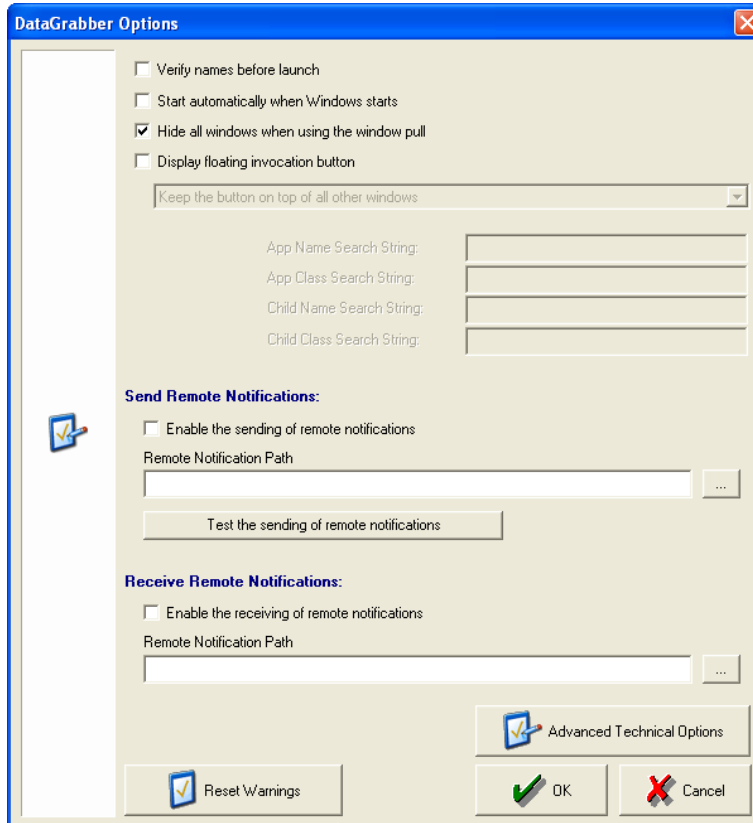 DataGrabber Options
Verify names before launch
Start automatically when Windows starts
Hide all windows when using the window pull
Display floating invocation button
Keep the button on top of all other windows
App Name Search String:
App Class Search String:
Child Name Search String:
Child Class Search String:
Send Remote Notifications:
Enable the sending of remote notifications
Remote Notification Path
...
Test the sending of remote notifications
Receive Remote Notifications:
Enable the receiving of remote notifications
Remote Notification Path
...
Advanced Technical Options
Reset Warnings
OK
Cancel